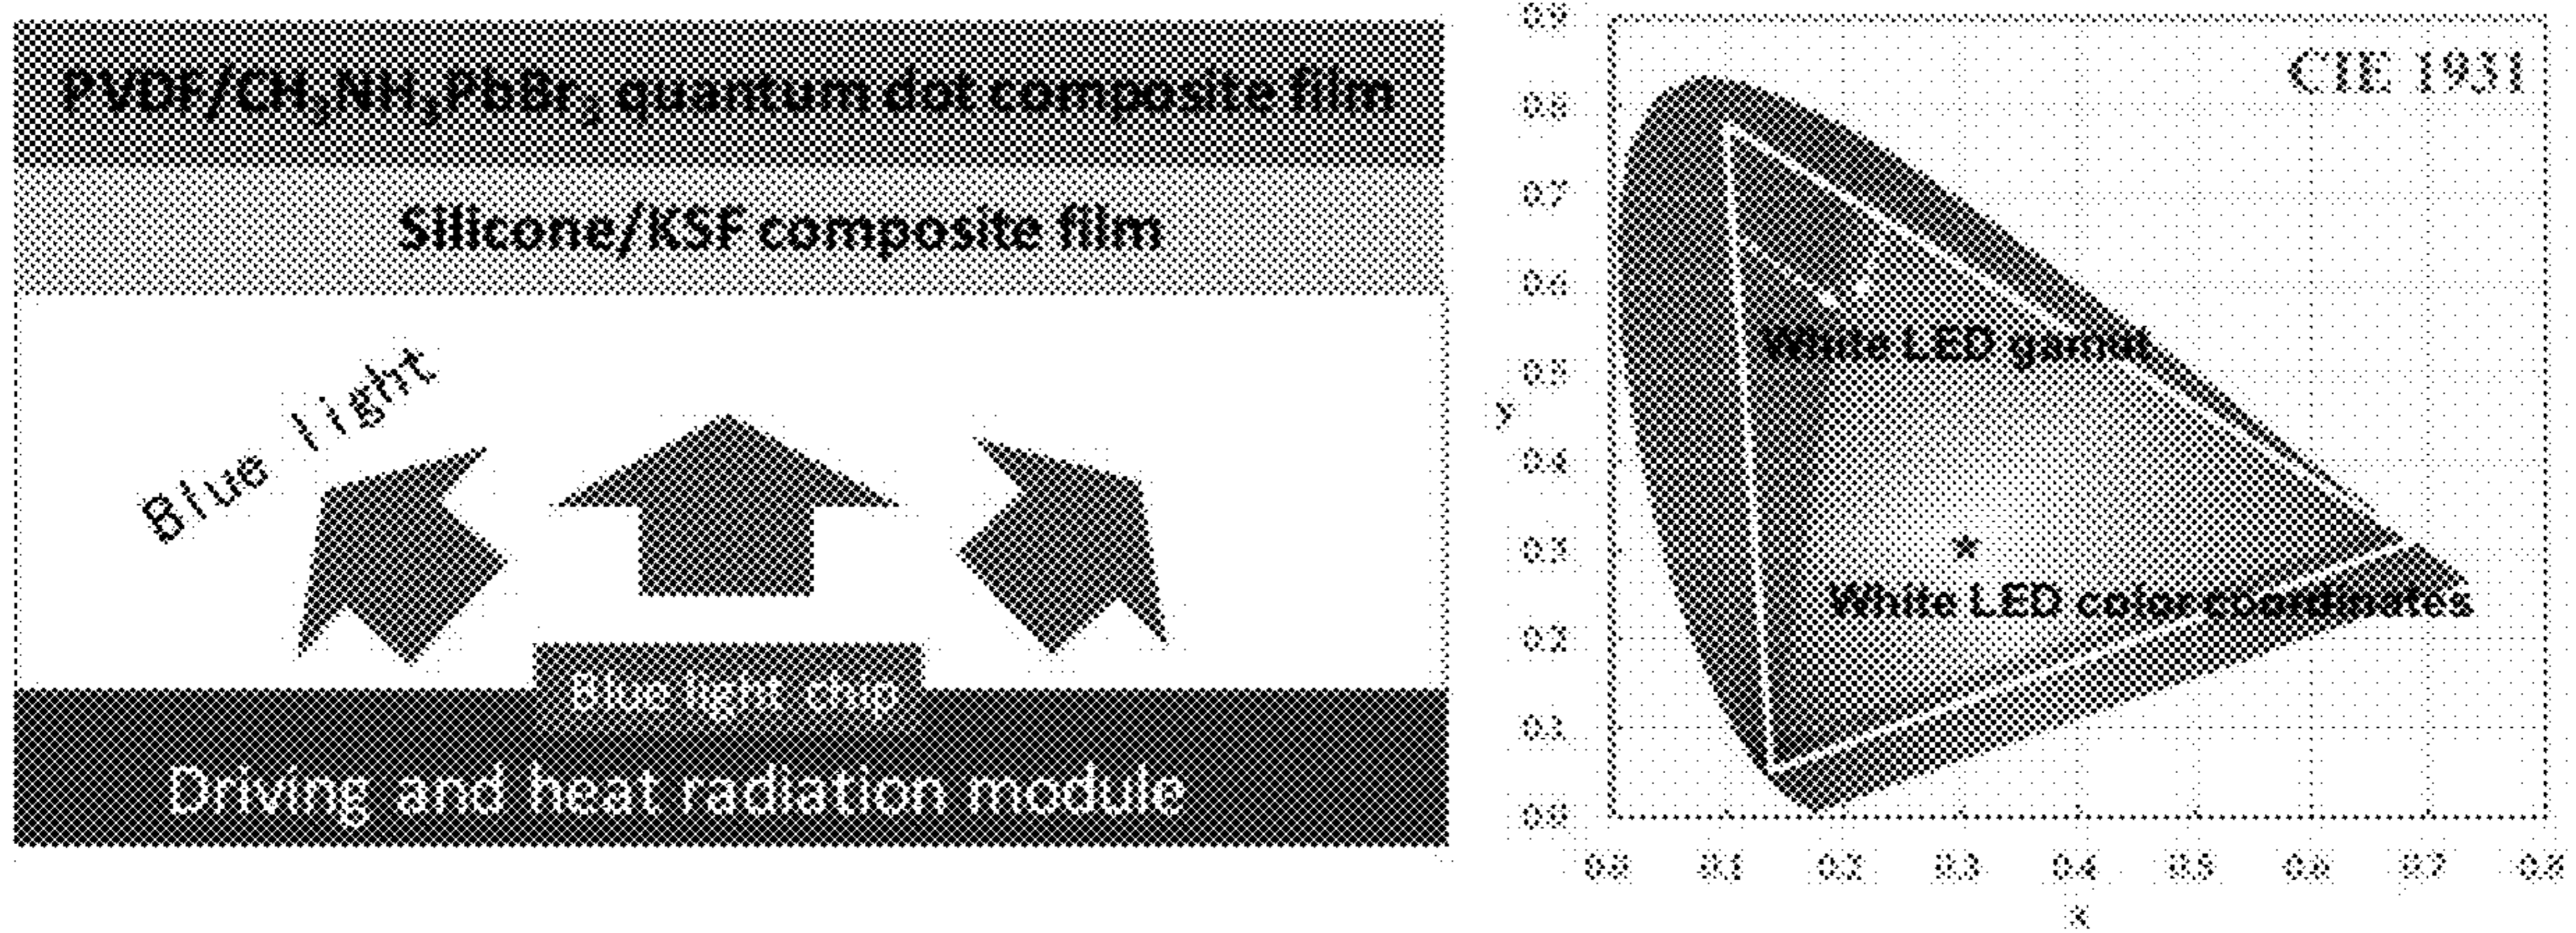 PVDF/CH₃NH₃PbBr₃ quantum dot composite film
Silicone/KSF composite film
Blue light
Blue light chip
Driving and heat radiation module
CIE 1931
White LED gamut
White LED color coordinates
y
0.9
0.8
0.7
0.6
0.5
0.4
0.3
0.2
0.1
0.0
0.0 0.1 0.2 0.3 0.4 0.5 0.6 0.7 0.8
x